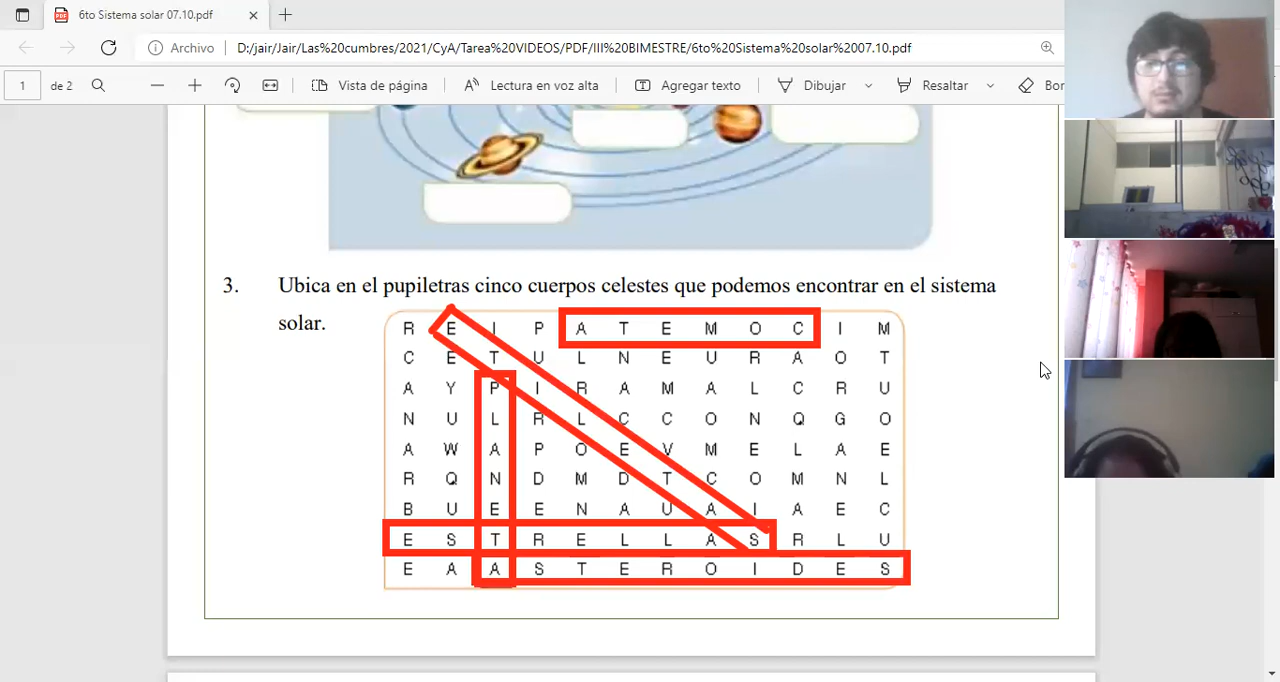 6to Sistema solar 07.10.pdf
Archivo D:/jair/Jair/Las%20cumbres/2021/CyA/Tarea%20VIDEOS/PDF/III%20BIMESTRE/6to%20Sistema%20solar%2007.10.pdf
1 de 2 Vista de página Lectura en voz alta Agregar texto Dibujar Resaltar Bor
3. Ubica en el pupiletras cinco cuerpos celestes que podemos encontrar en el sistema
solar.
R E I P A T E M O C I M
C E T U L N E U R A O T
A Y P I R A M A L C R U
N U L R L C C O N Q G O
A W A P O E V M E L A E
R Q N D M D T C O M N L
B U E E N A U A I A E C
E S T R E L L A S R L U
E A A S T E R O I D E S